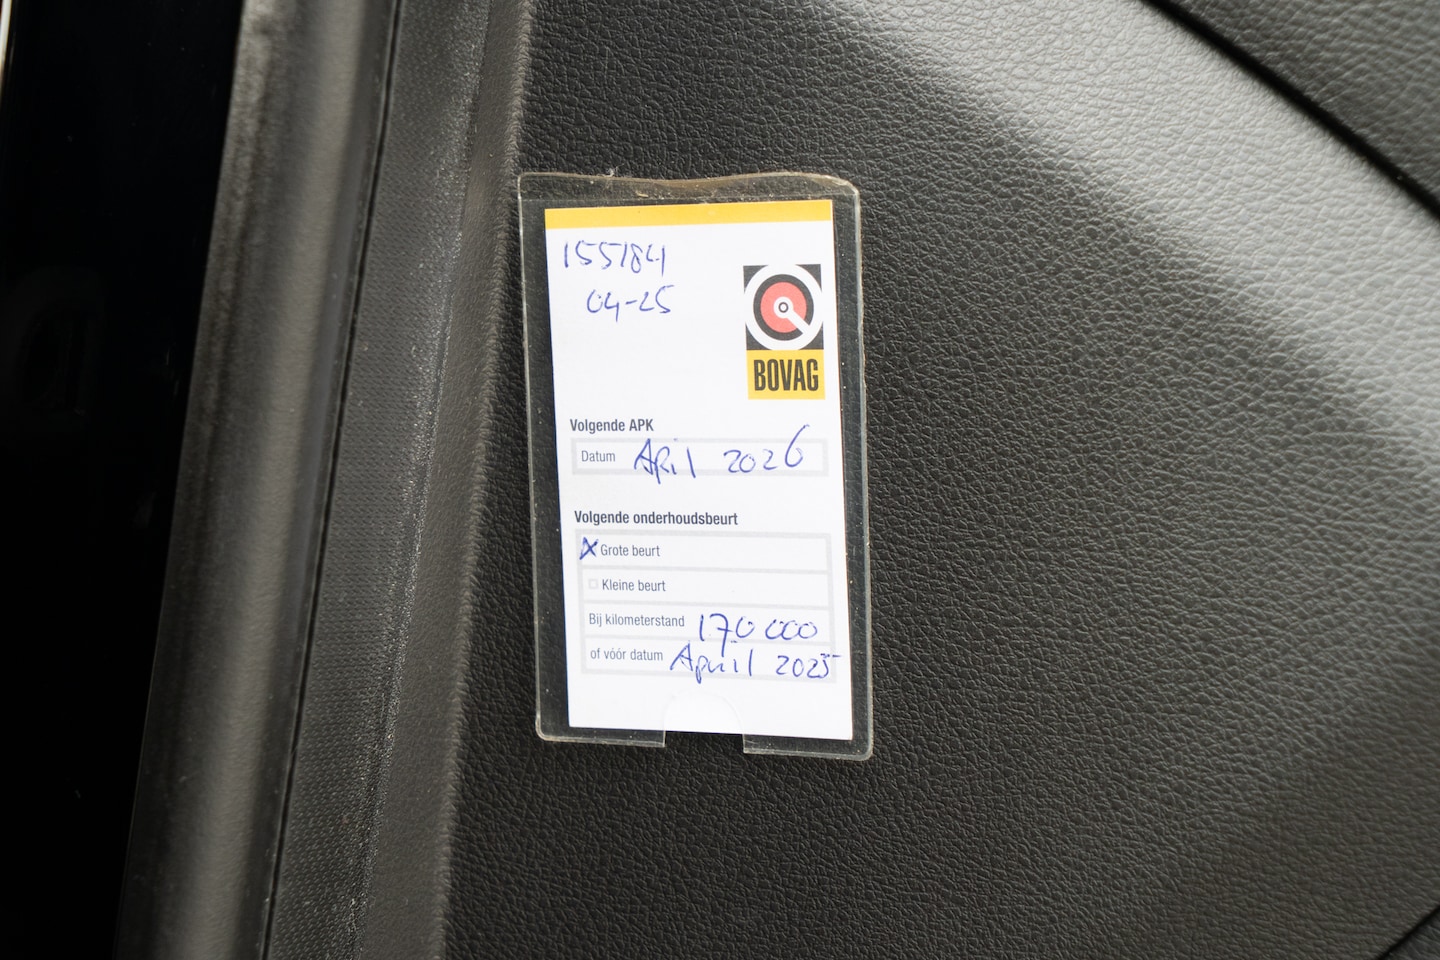 155184
04-25
BOVAG
Volgende APK
Datum April 2026
Volgende onderhoudsbeurt
X Grote beurt
Kleine beurt
Bij kilometerstand 170.000
of vóór datum April 2025